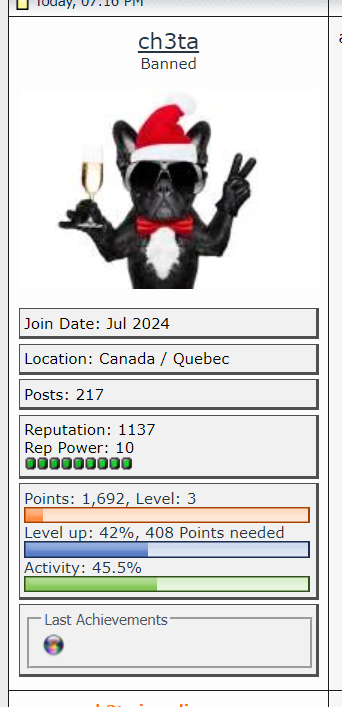 Today, 07:16 PM
ch3ta
Banned
Join Date: Jul 2024
Location: Canada / Quebec
Posts: 217
Reputation: 1137
Rep Power: 10
Points: 1,692, Level: 3
Level up: 42%, 408 Points needed
Activity: 45.5%
Last Achievements